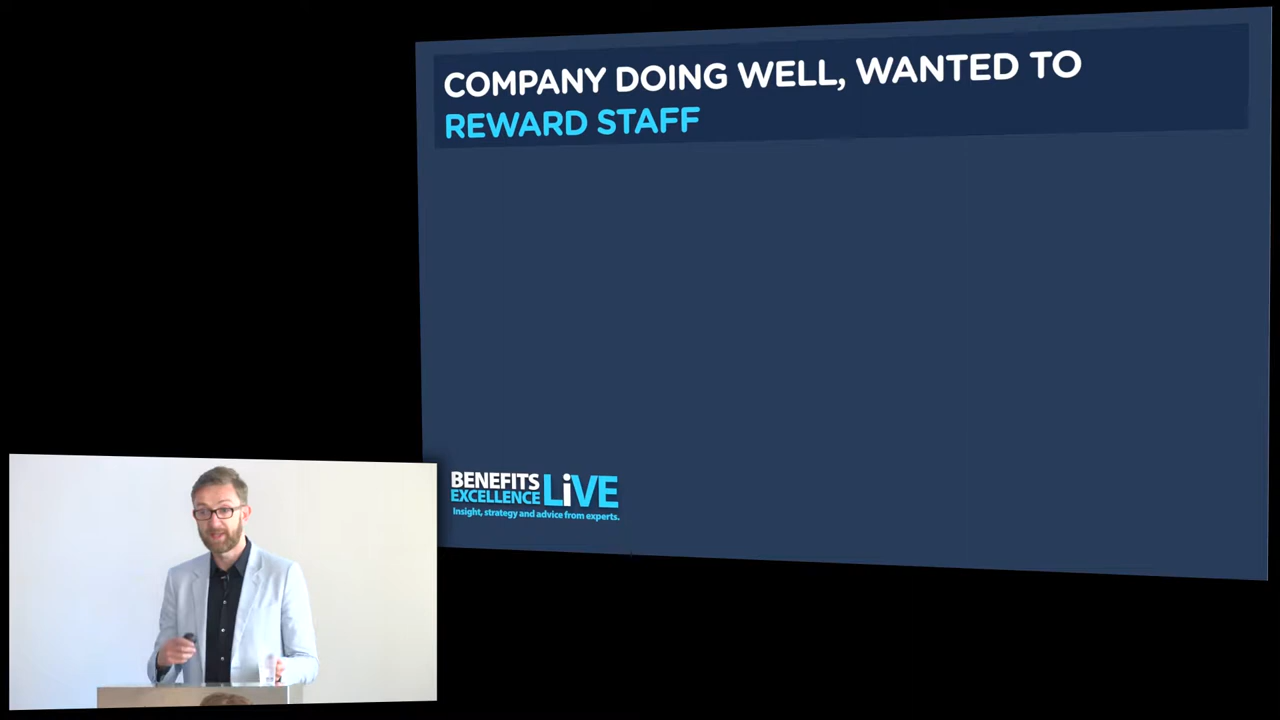 COMPANY DOING WELL, WANTED TO
REWARD STAFF
BENEFITS
EXCELLENCE LiVE
Insight, strategy and advice from experts.